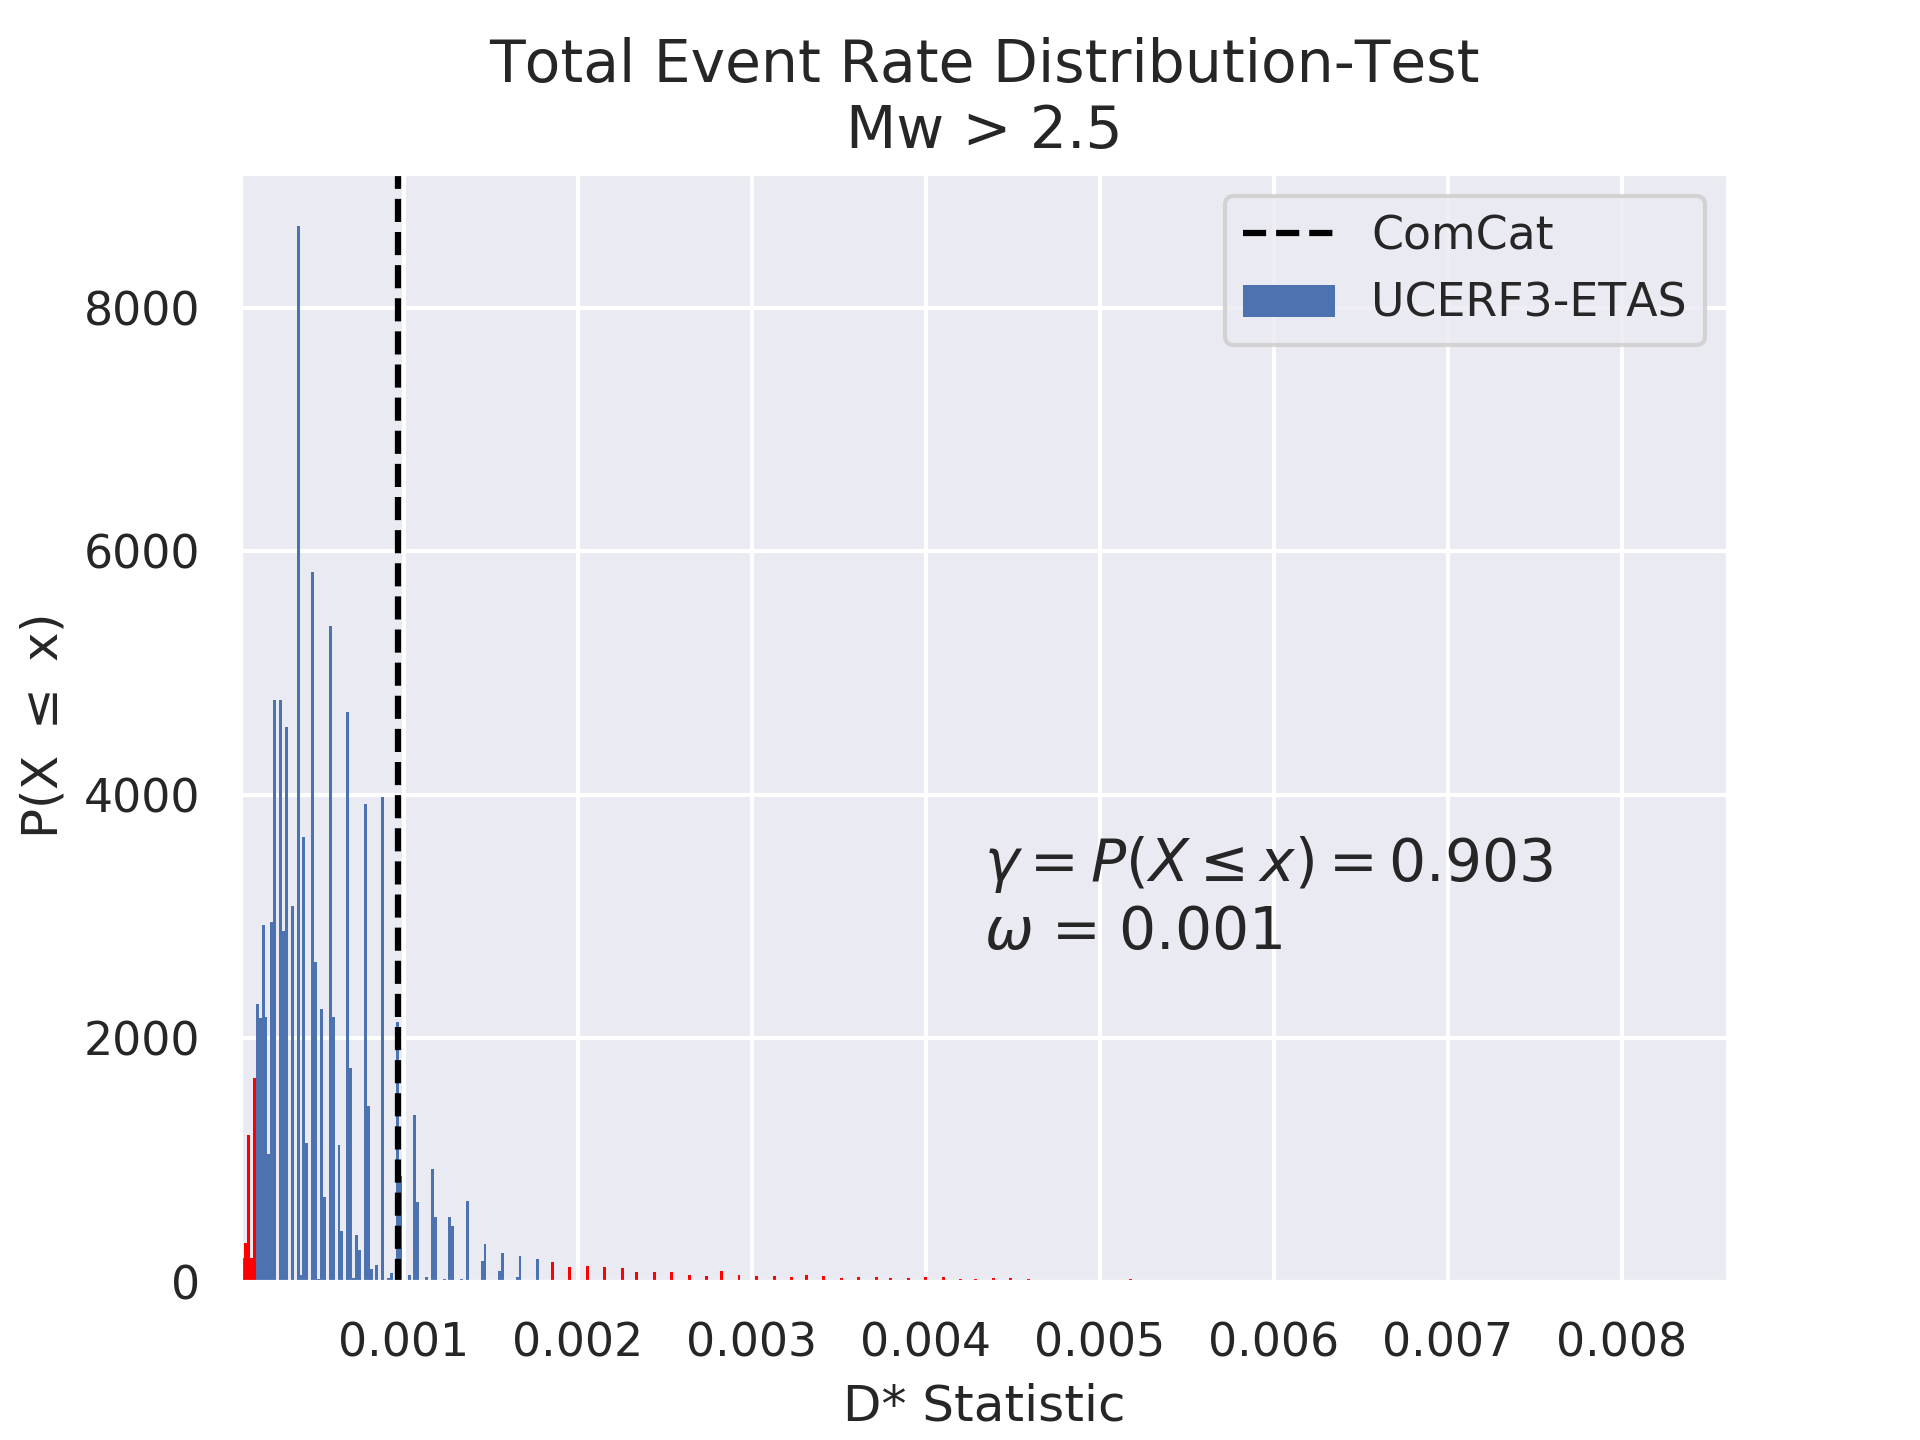 Total Event Rate Distribution-Test
Mw > 2.5
ComCat
UCERF3-ETAS
8000
6000
4000
2000
0
P(X ≤ x)
γ = P(X ≤ x) = 0.903
ω = 0.001
0.001 0.002 0.003 0.004 0.005 0.006 0.007 0.008
D* Statistic